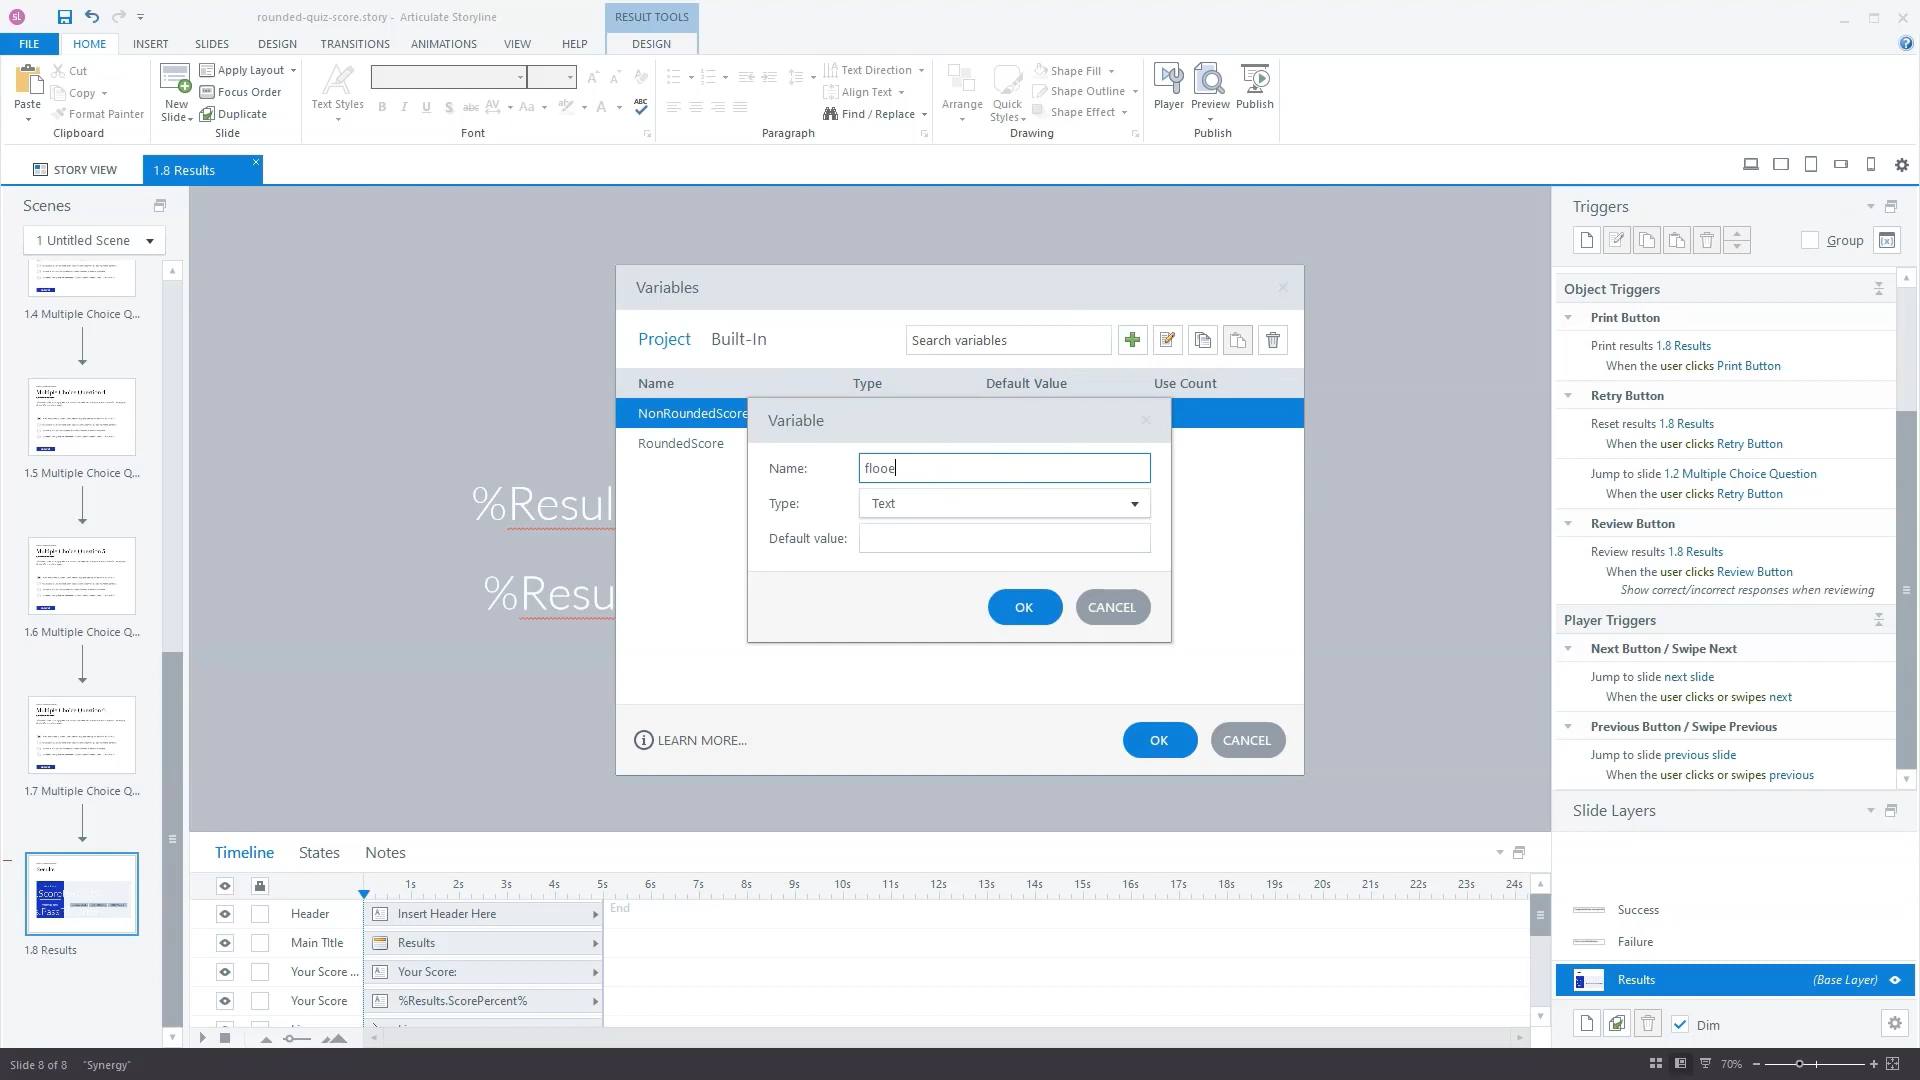 rounded-quiz-score.story - Articulate Storyline
RESULT TOOLS
FILE
HOME
INSERT
SLIDES
DESIGN
TRANSITIONS
ANIMATIONS
VIEW
HELP
DESIGN
Paste
Cut
Copy
Format Painter
Clipboard
New
Slide
Apply Layout
Focus Order
Duplicate
Slide
Text Styles
B I U S abc AV Aa A ABC
Font
Text Direction
Align Text
Find / Replace
Paragraph
Arrange
Quick
Styles
Shape Fill
Shape Outline
Shape Effect
Drawing
Player
Preview
Publish
Publish
STORY VIEW
1.8 Results
Scenes
1 Untitled Scene
1.4 Multiple Choice Q...
Multiple Choice Question 4
1.5 Multiple Choice Q...
Multiple Choice Question 5
1.6 Multiple Choice Q...
1.7 Multiple Choice Q...
Results
1.8 Results
%Resul
%Resu
Variables
Project
Built-In
Search variables
Name
Type
Default Value
Use Count
NonRoundedScore
RoundedScore
Variable
Name:
flooe
Type:
Text
Default value:
OK
CANCEL
LEARN MORE...
OK
CANCEL
Timeline
States
Notes
1s 2s 3s 4s 5s 6s 7s 8s 9s 10s 11s 12s 13s 14s 15s 16s 17s 18s 19s 20s 21s 22s 23s 24s
End
Header
Insert Header Here
Main Title
Results
Your Score ...
Your Score:
Your Score
%Results.ScorePercent%
Triggers
Group
Object Triggers
Print Button
Print results 1.8 Results
When the user clicks Print Button
Retry Button
Reset results 1.8 Results
When the user clicks Retry Button
Jump to slide 1.2 Multiple Choice Question
When the user clicks Retry Button
Review Button
Review results 1.8 Results
When the user clicks Review Button
Show correct/incorrect responses when reviewing
Player Triggers
Next Button / Swipe Next
Jump to slide next slide
When the user clicks or swipes next
Previous Button / Swipe Previous
Jump to slide previous slide
When the user clicks or swipes previous
Slide Layers
Success
Failure
Results
(Base Layer)
Dim
Slide 8 of 8
"Synergy"
70%